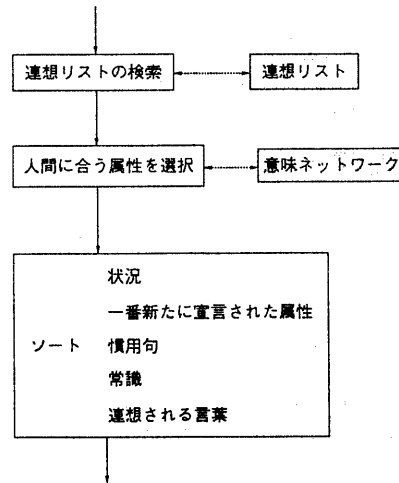 連想リストの検索 連想リスト
人間に合う属性を選択 意味ネットワーク
状況
一番新たに宣言された属性
ソート 慣用句
常識
連想される言葉